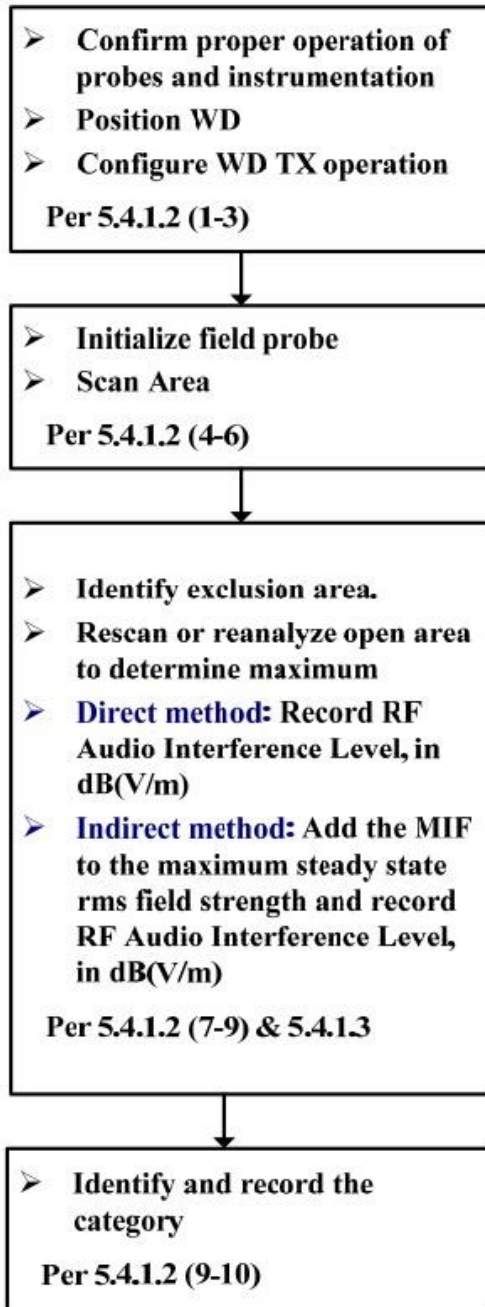 ➢ Confirm proper operation of
probes and instrumentation
➢ Position WD
➢ Configure WD TX operation
Per 5.4.1.2 (1-3)
➢ Initialize field probe
➢ Scan Area
Per 5.4.1.2 (4-6)
➢ Identify exclusion area.
➢ Rescan or reanalyze open area
to determine maximum
➢ Direct method: Record RF
Audio Interference Level, in
dB(V/m)
➢ Indirect method: Add the MIF
to the maximum steady state
rms field strength and record
RF Audio Interference Level,
in dB(V/m)
Per 5.4.1.2 (7-9) & 5.4.1.3
➢ Identify and record the
category
Per 5.4.1.2 (9-10)